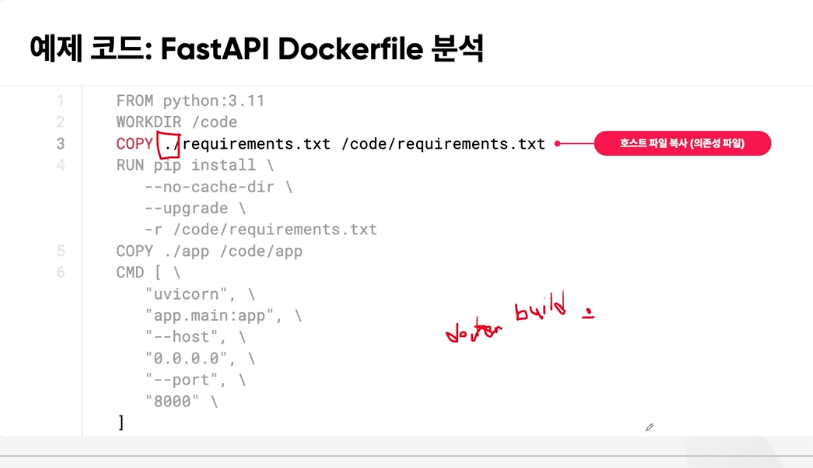 예제 코드: FastAPI Dockerfile 분석
1 FROM python:3.11
2 WORKDIR /code
3 COPY ./requirements.txt /code/requirements.txt
호스트 파일 복사 (의존성 파일)
4 RUN pip install \
--no-cache-dir \
--upgrade \
-r /code/requirements.txt
5 COPY ./app /code/app
6 CMD [ \
"uvicorn", \
"app.main:app", \
"--host", \
"0.0.0.0", \
"--port", \
"8000" \
]
docker build .